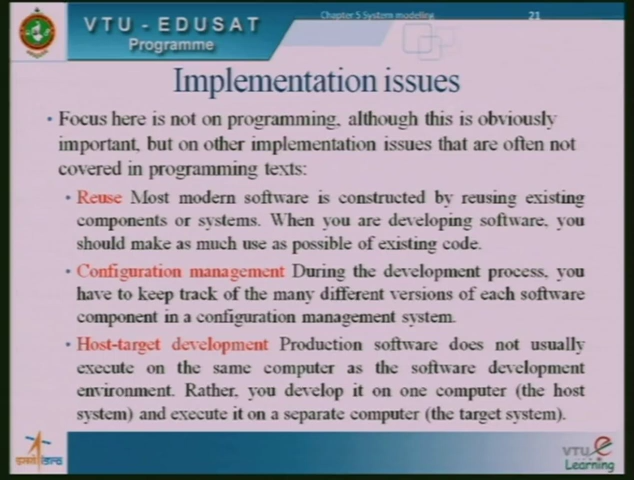 VTU - EDUSAT
Programme
Chapter 5 System modeling
21
Implementation issues
• Focus here is not on programming, although this is obviously
important, but on other implementation issues that are often not
covered in programming texts:
• Reuse Most modern software is constructed by reusing existing
components or systems. When you are developing software, you
should make as much use as possible of existing code.
• Configuration management During the development process, you
have to keep track of the many different versions of each software
component in a configuration management system.
• Host-target development Production software does not usually
execute on the same computer as the software development
environment. Rather, you develop it on one computer (the host
system) and execute it on a separate computer (the target system).
VTU e
Learning